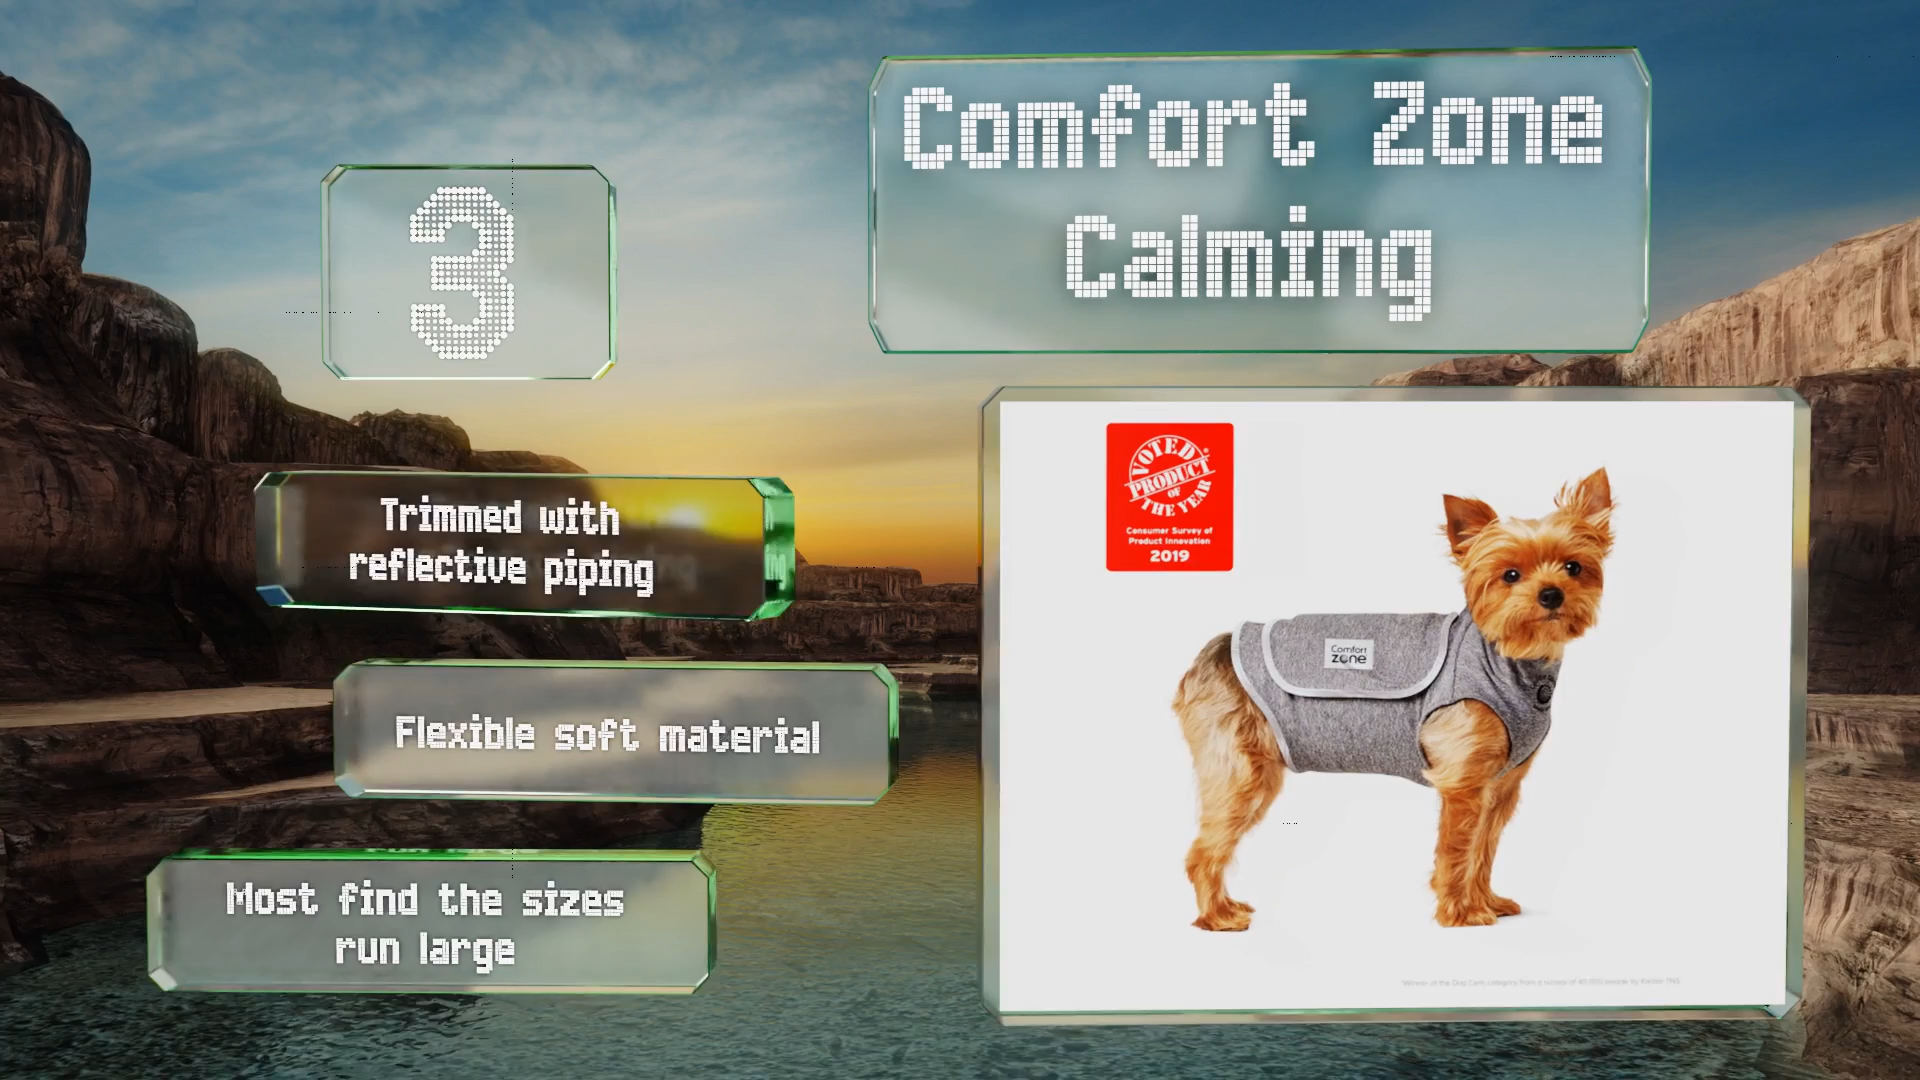 3
Comfort Zone
Calming
Trimmed with
reflective piping
Flexible soft material
Most find the sizes
run large
VOTED
PRODUCT
OF
THE YEAR
Consumer Survey of
Product Innovation
2019
Comfort
zone